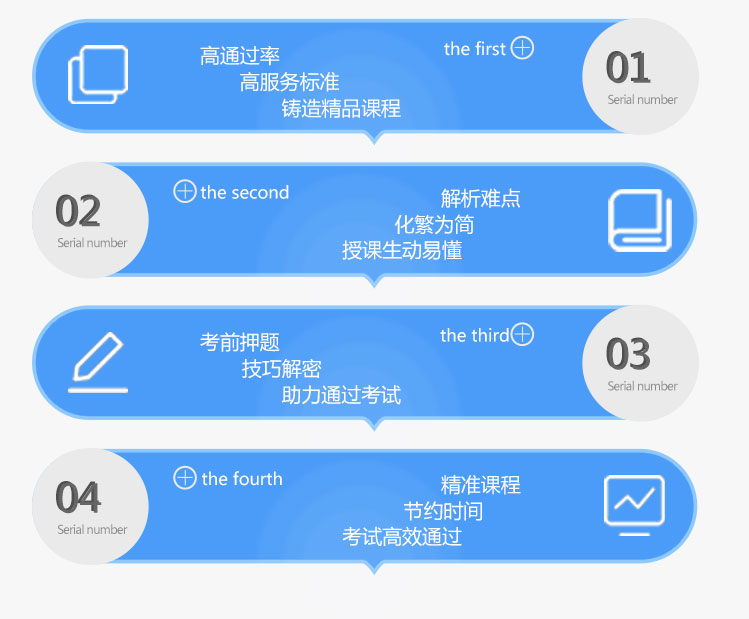 高通过率
高服务标准
铸造精品课程
the first
01
Serial number
02
Serial number
the second
解析难点
化繁为简
授课生动易懂
考前押题
技巧解密
助力通过考试
the third
03
Serial number
04
Serial number
the fourth
精准课程
节约时间
考试高效通过